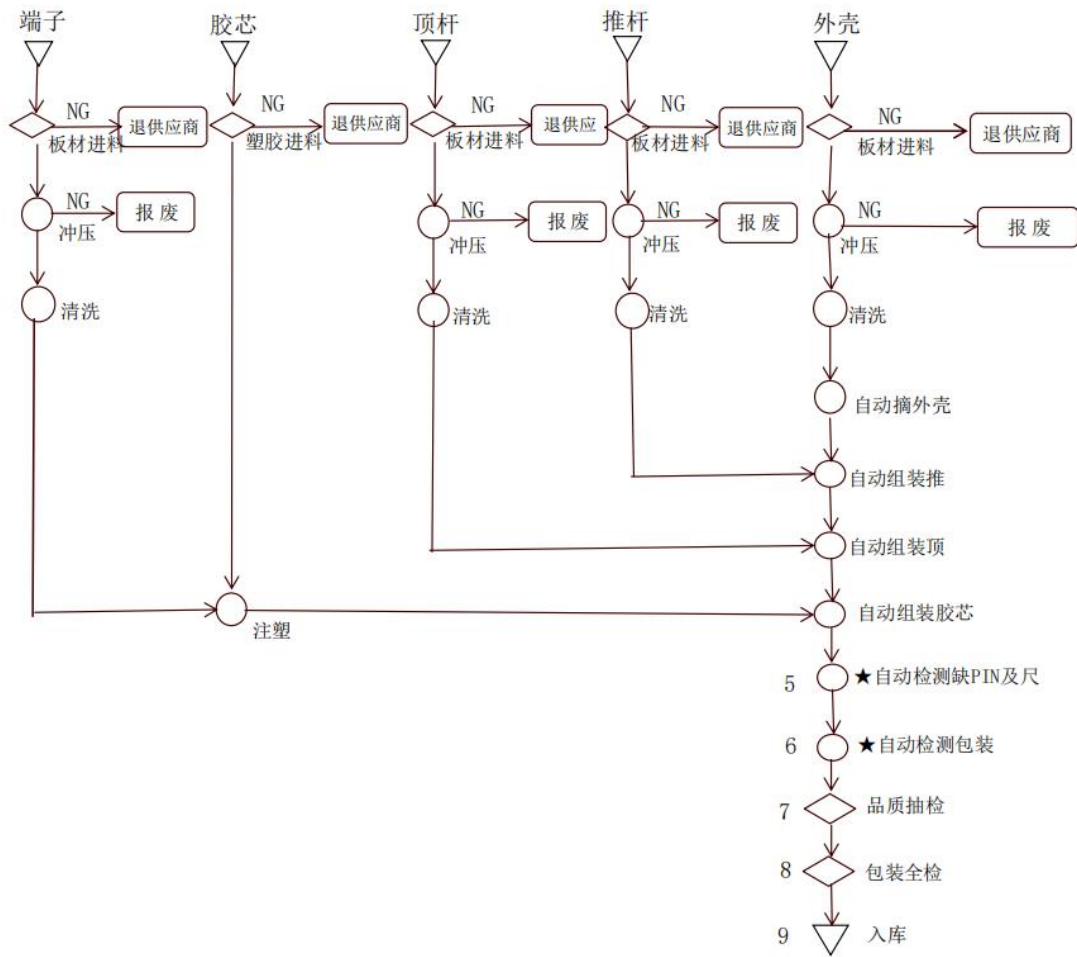 端子 胶芯 顶杆 推杆 外壳
NG 退供应商 NG 退供应商 NG 退供应 NG 退供应商 NG 退供应商
板材进料 塑胶进料 板材进料 板材进料 板材进料
NG 报废 NG 报废 NG 报废 NG 报废
冲压 冲压 冲压 冲压
清洗 清洗 清洗 清洗
自动摘外壳
自动组装推
自动组装顶
自动组装胶芯
注塑
5 ★自动检测缺PIN及尺
6 ★自动检测包装
7 品质抽检
8 包装全检
9 入库